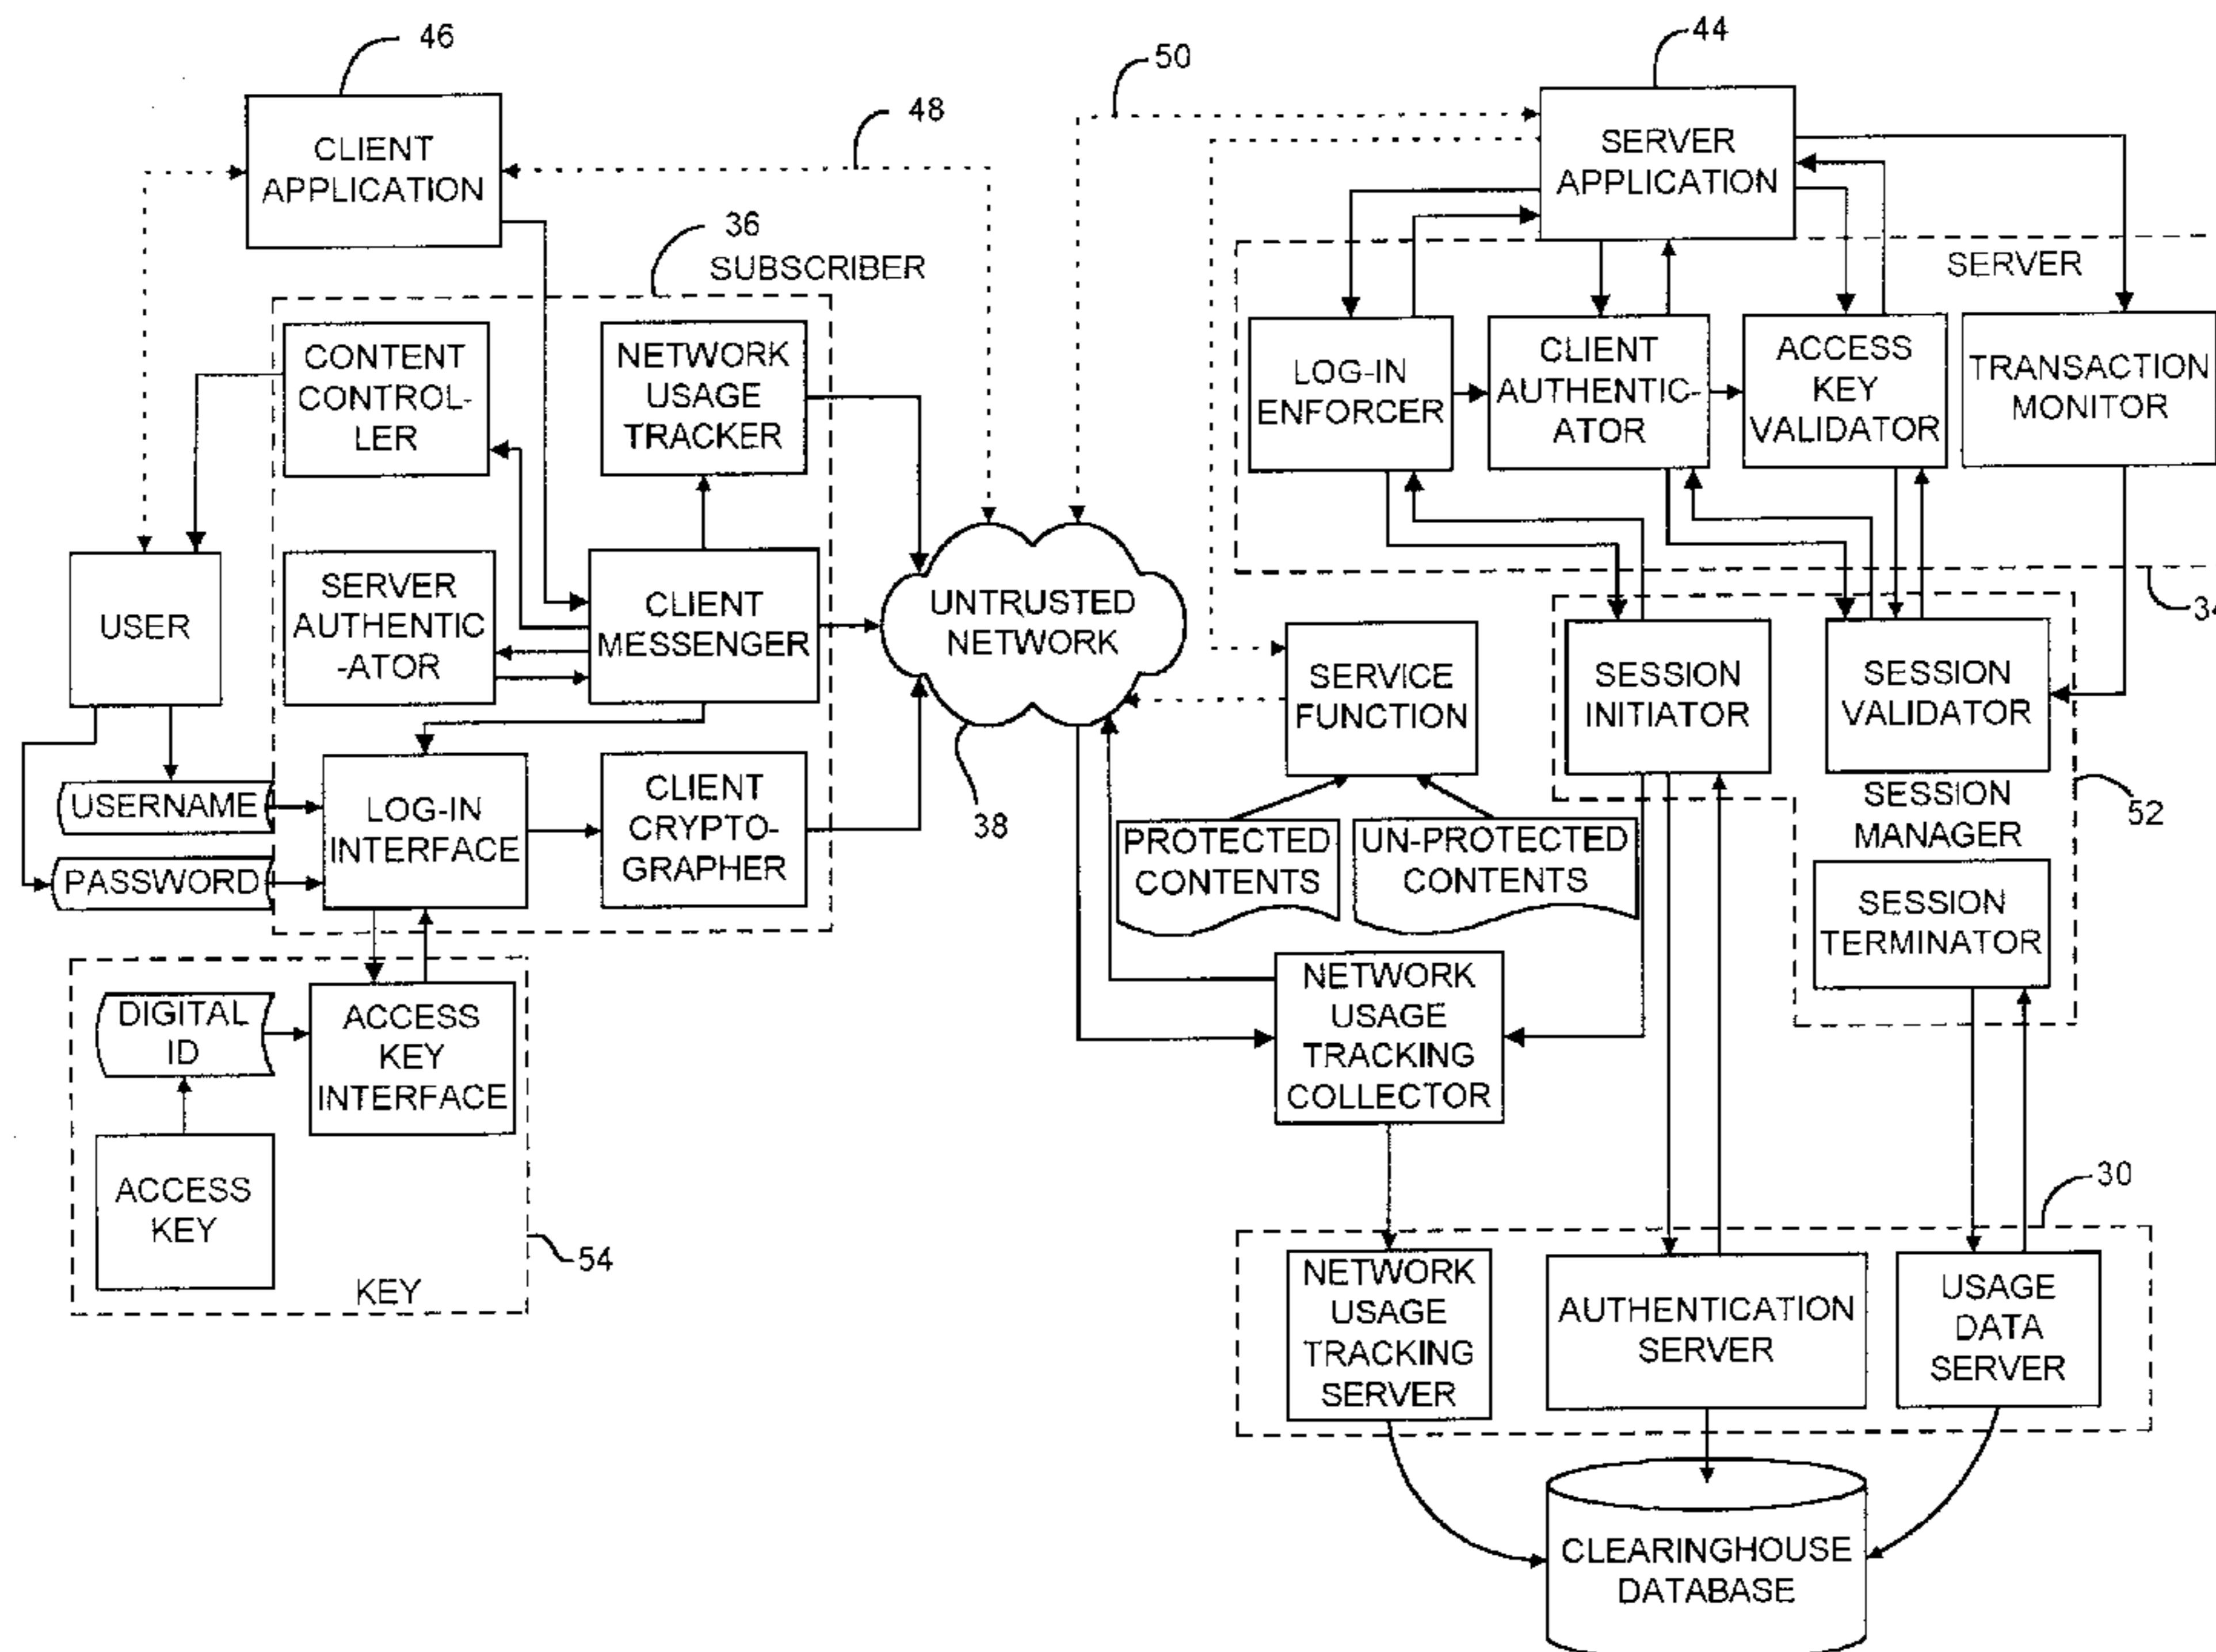 46
CLIENT
APPLICATION
48
50
44
SERVER
APPLICATION
36
SUBSCRIBER
SERVER
CONTENT
CONTROL-
LER
NETWORK
USAGE
TRACKER
LOG-IN
ENFORCER
CLIENT
AUTHENTIC-
ATOR
ACCESS
KEY
VALIDATOR
TRANSACTION
MONITOR
USER
SERVER
AUTHENTIC
-ATOR
CLIENT
MESSENGER
UNTRUSTED
NETWORK
38
SERVICE
FUNCTION
SESSION
INITIATOR
SESSION
VALIDATOR
34
SESSION
MANAGER
52
USERNAME
PASSWORD
LOG-IN
INTERFACE
CLIENT
CRYPTO-
GRAPHER
PROTECTED
CONTENTS
UN-PROTECTED
CONTENTS
SESSION
TERMINATOR
DIGITAL
ID
ACCESS
KEY
INTERFACE
NETWORK
USAGE
TRACKING
COLLECTOR
ACCESS
KEY
KEY
54
30
NETWORK
USAGE
TRACKING
SERVER
AUTHENTICATION
SERVER
USAGE
DATA
SERVER
CLEARINGHOUSE
DATABASE